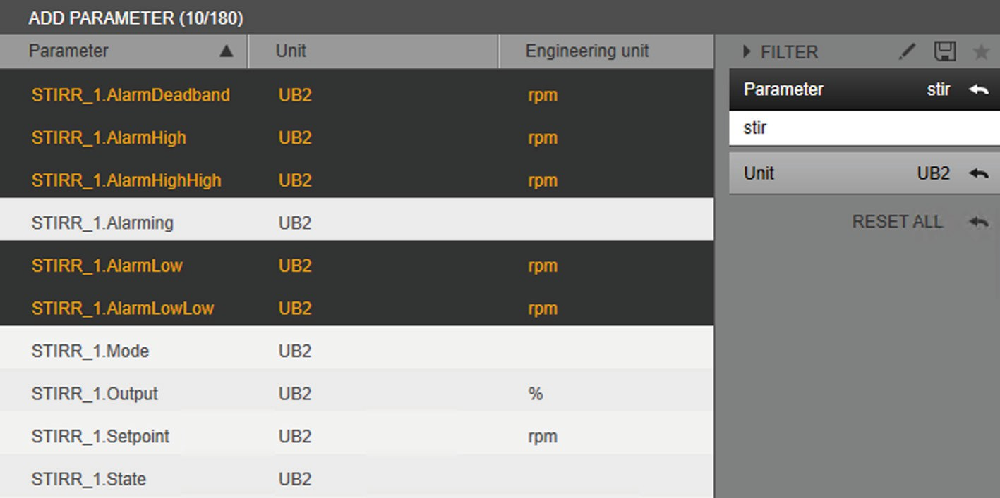 ADD PARAMETER (10/180)
Parameter Unit Engineering unit
STIRR_1.AlarmDeadband UB2 rpm
STIRR_1.AlarmHigh UB2 rpm
STIRR_1.AlarmHighHigh UB2 rpm
STIRR_1.Alarming UB2
STIRR_1.AlarmLow UB2 rpm
STIRR_1.AlarmLowLow UB2 rpm
STIRR_1.Mode UB2
STIRR_1.Output UB2 %
STIRR_1.Setpoint UB2 rpm
STIRR_1.State UB2
FILTER
Parameter stir
stir
Unit UB2
RESET ALL